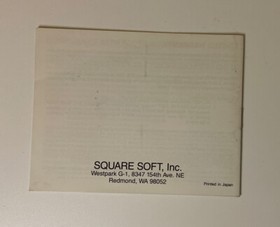 SQUARE SOFT, Inc.
Westpark G-1, 8347 154th Ave. NE
Redmond, WA 98052
Printed in Japan